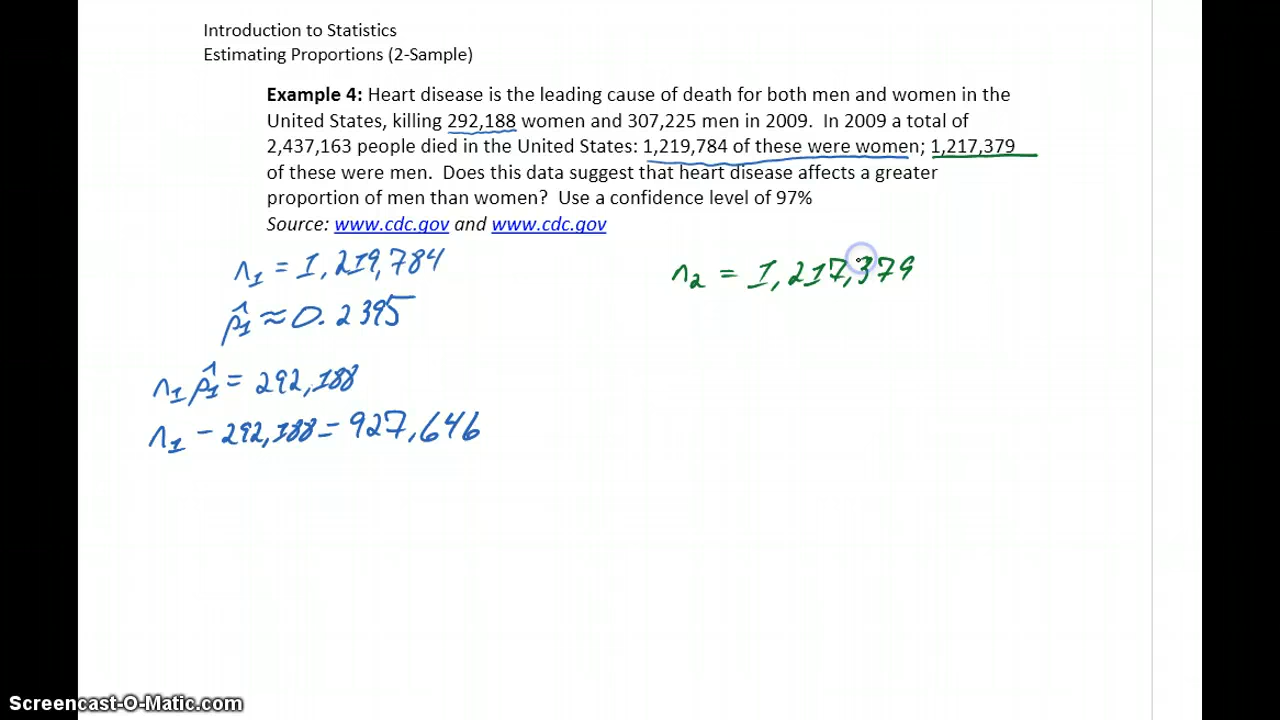 Introduction to Statistics
Estimating Proportions (2-Sample)
Example 4: Heart disease is the leading cause of death for both men and women in the
United States, killing 292,188 women and 307,225 men in 2009. In 2009 a total of
2,437,163 people died in the United States: 1,219,784 of these were women; 1,217,379
of these were men. Does this data suggest that heart disease affects a greater
proportion of men than women? Use a confidence level of 97%
Source: www.cdc.gov and www.cdc.gov
n₁ = 1,219,784
p̂₁ ≈ 0.2395
n₁ p̂₁ = 292,188
n₁ - 292,188 = 927,646
n₂ = 1,217,379
Screencast-O-Matic.com